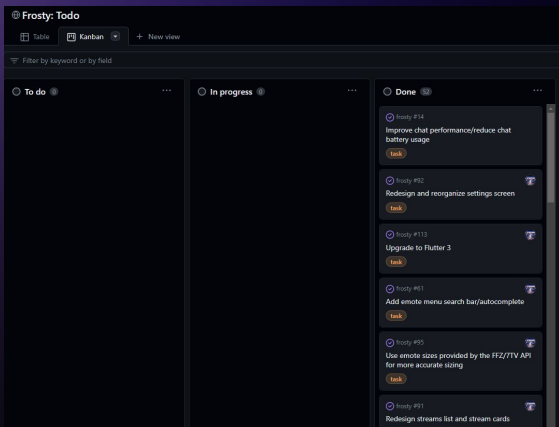 Frosty: Todo
Table
Kanban
New view
Filter by keyword or by field
To do 0
In progress 0
Done 52
frosty #14
Improve chat performance/reduce chat
battery usage
task
frosty #92
Redesign and reorganize settings screen
task
frosty #113
Upgrade to Flutter 3
task
frosty #61
Add emote menu search bar/autocomplete
task
frosty #95
Use emote sizes provided by the FFZ/7TV API
for more accurate sizing
task
frosty #91
Redesign streams list and stream cards